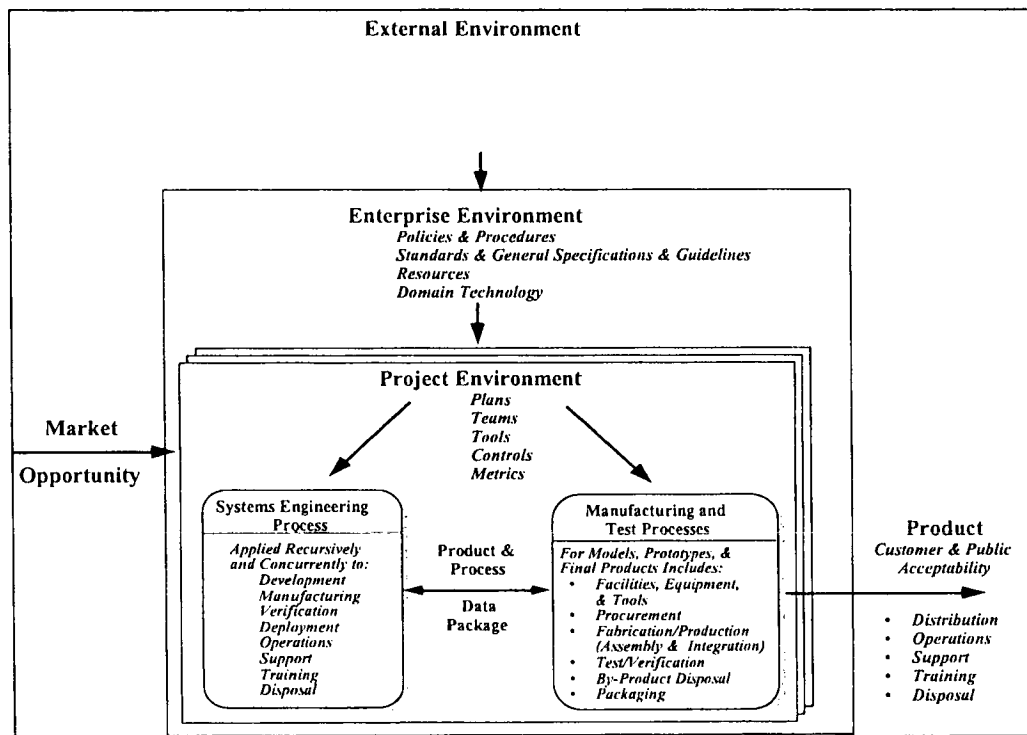 External Environment
Enterprise Environment
Policies & Procedures
Standards & General Specifications & Guidelines
Resources
Domain Technology
Project Environment
Plans
Teams
Tools
Controls
Metrics
Market
Opportunity
Systems Engineering
Process
Applied Recursively
and Concurrently to:
Development
Manufacturing
Verification
Deployment
Operations
Support
Training
Disposal
Product &
Process
Data
Package
Manufacturing and
Test Processes
For Models, Prototypes, &
Final Products Includes:
• Facilities, Equipment,
& Tools
• Procurement
• Fabrication/Production
(Assembly & Integration)
• Test/Verification
• By-Product Disposal
• Packaging
Product
Customer & Public
Acceptability
• Distribution
• Operations
• Support
• Training
• Disposal